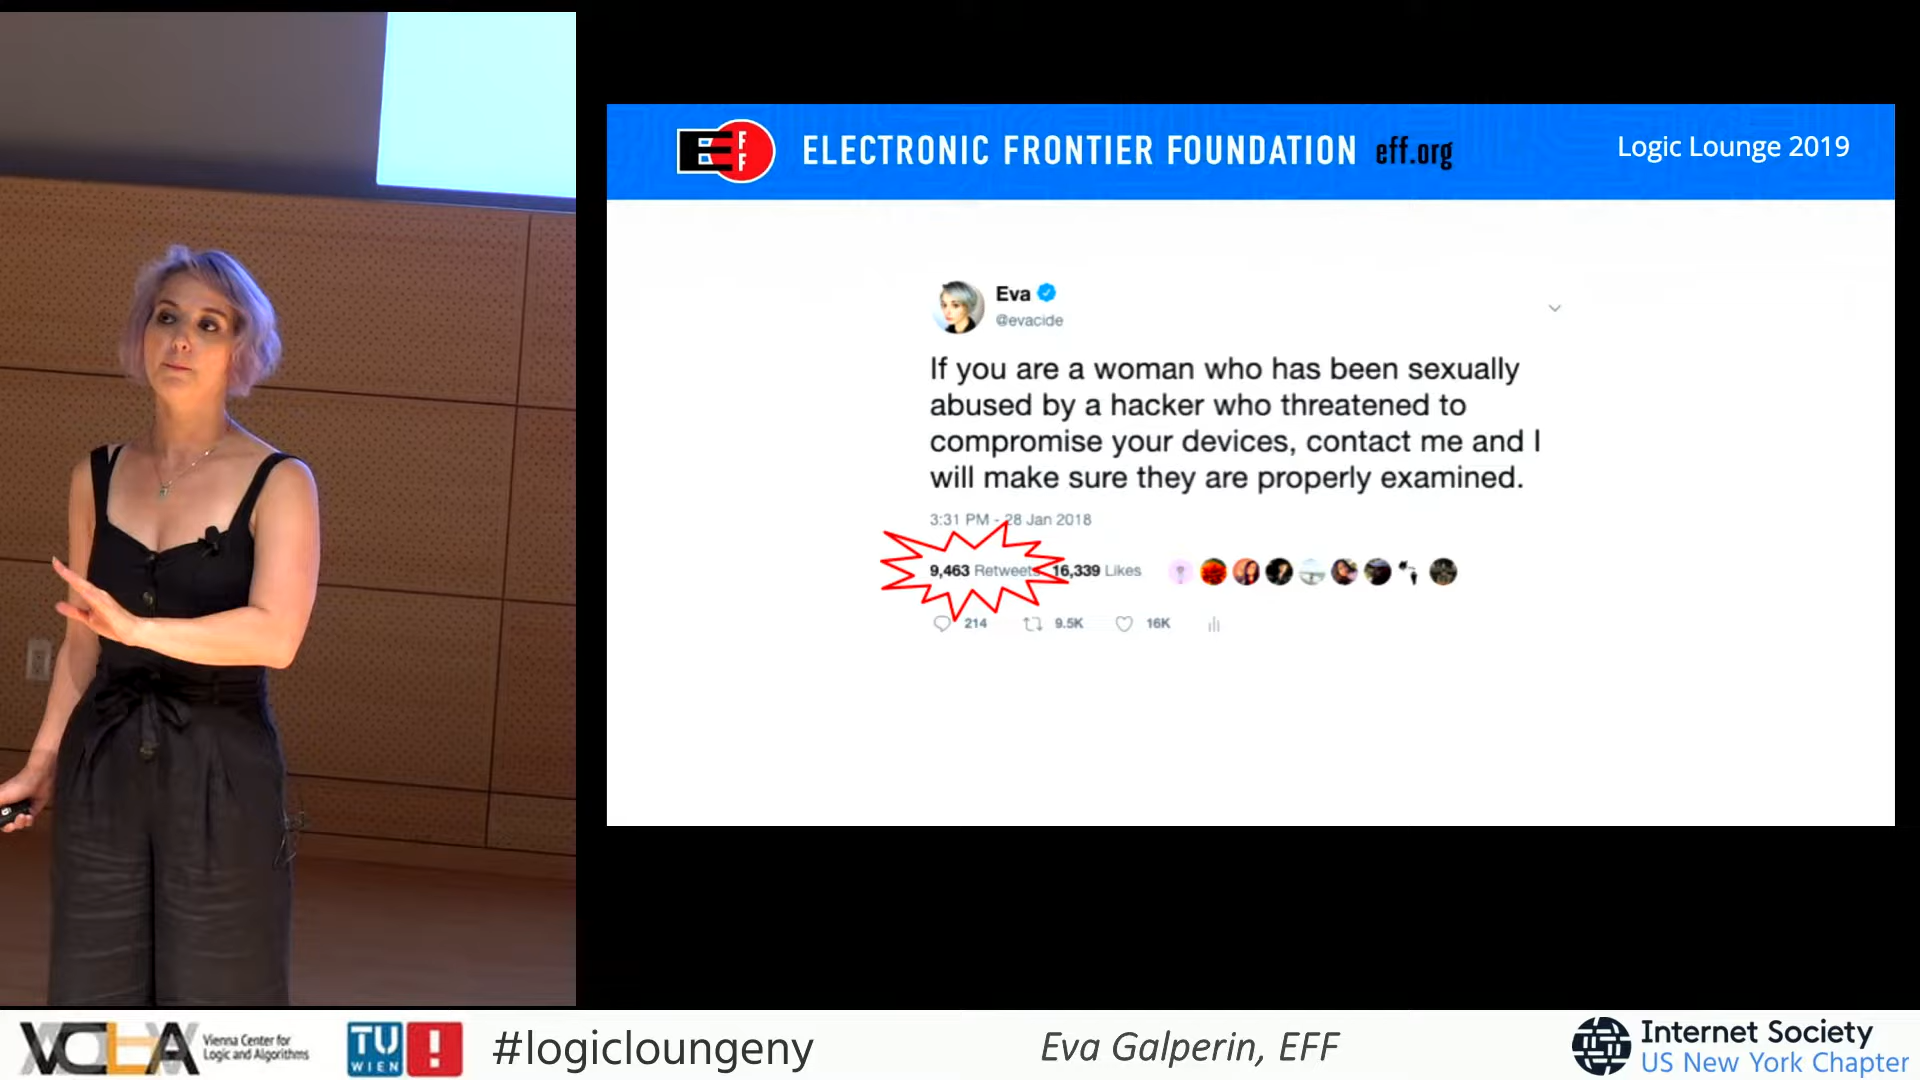 EFF
ELECTRONIC FRONTIER FOUNDATION eff.org
Logic Lounge 2019
Eva
@evacide
If you are a woman who has been sexually
abused by a hacker who threatened to
compromise your devices, contact me and I
will make sure they are properly examined.
3:31 PM - 28 Jan 2018
9,463 Retweets 16,339 Likes
214 9.5K 16K
VCLA Vienna Center for
Logic and Algorithms
TU
WIEN
!
#logicloungeny
Eva Galperin, EFF
Internet Society
US New York Chapter